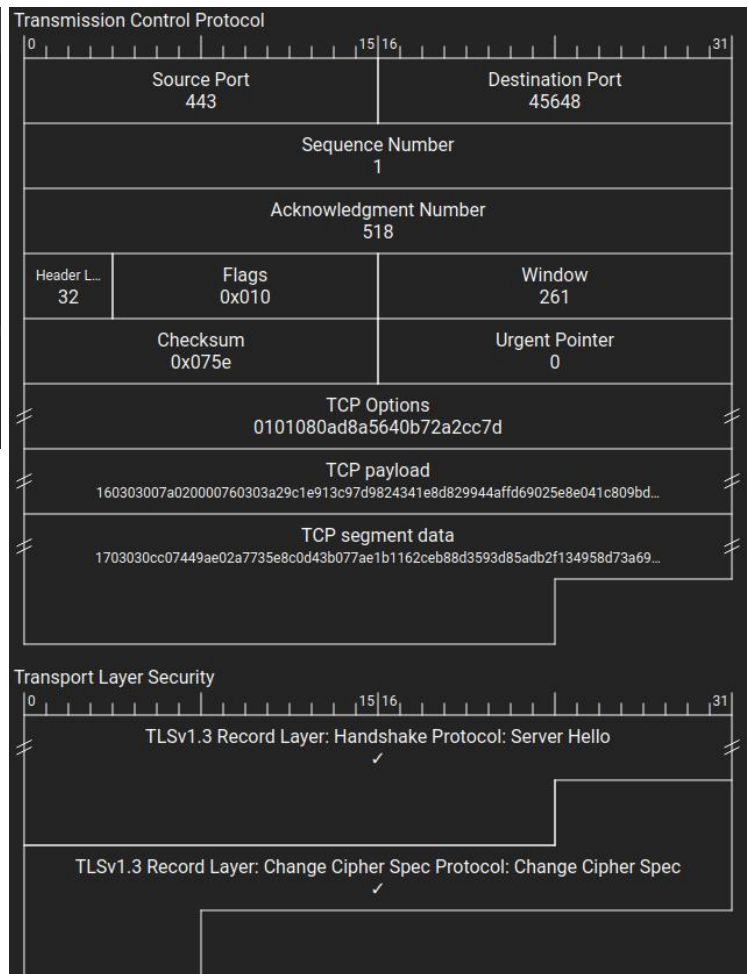 Transmission Control Protocol
0 15 16 31
Source Port Destination Port
443 45648
Sequence Number
1
Acknowledgment Number
518
Header L... Flags Window
32 0x010 261
Checksum Urgent Pointer
0x075e 0
TCP Options
0101080ad8a5640b72a2cc7d
TCP payload
160303007a020000760303a29c1e913c97d9824341e8d829944affd69025e8e041c809bd...
TCP segment data
1703030cc07449ae02a7735e8c0d43b077ae1b1162ceb88d3593d85adb2f134958d73a69...
Transport Layer Security
0 15 16 31
TLSv1.3 Record Layer: Handshake Protocol: Server Hello
✓
TLSv1.3 Record Layer: Change Cipher Spec Protocol: Change Cipher Spec
✓